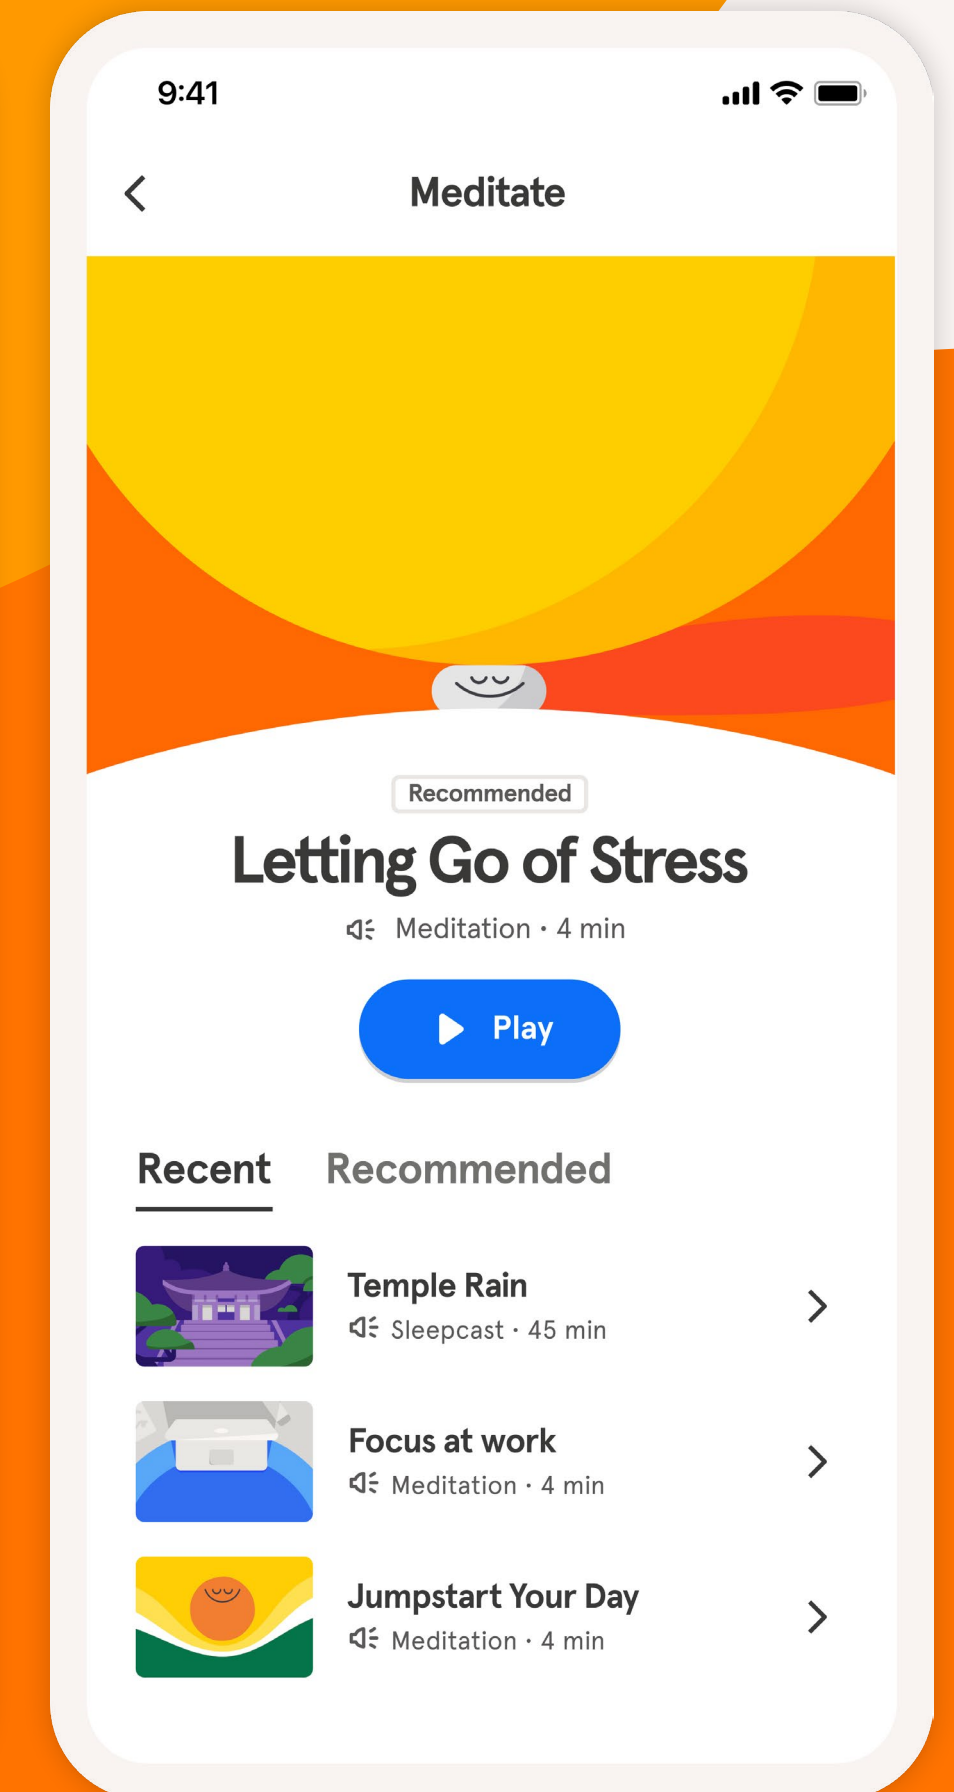 9:41
Meditate
Recommended
Letting Go of Stress
Meditation • 4 min
Play
Recent Recommended
Temple Rain
Sleepcast • 45 min
Focus at work
Meditation • 4 min
Jumpstart Your Day
Meditation • 4 min